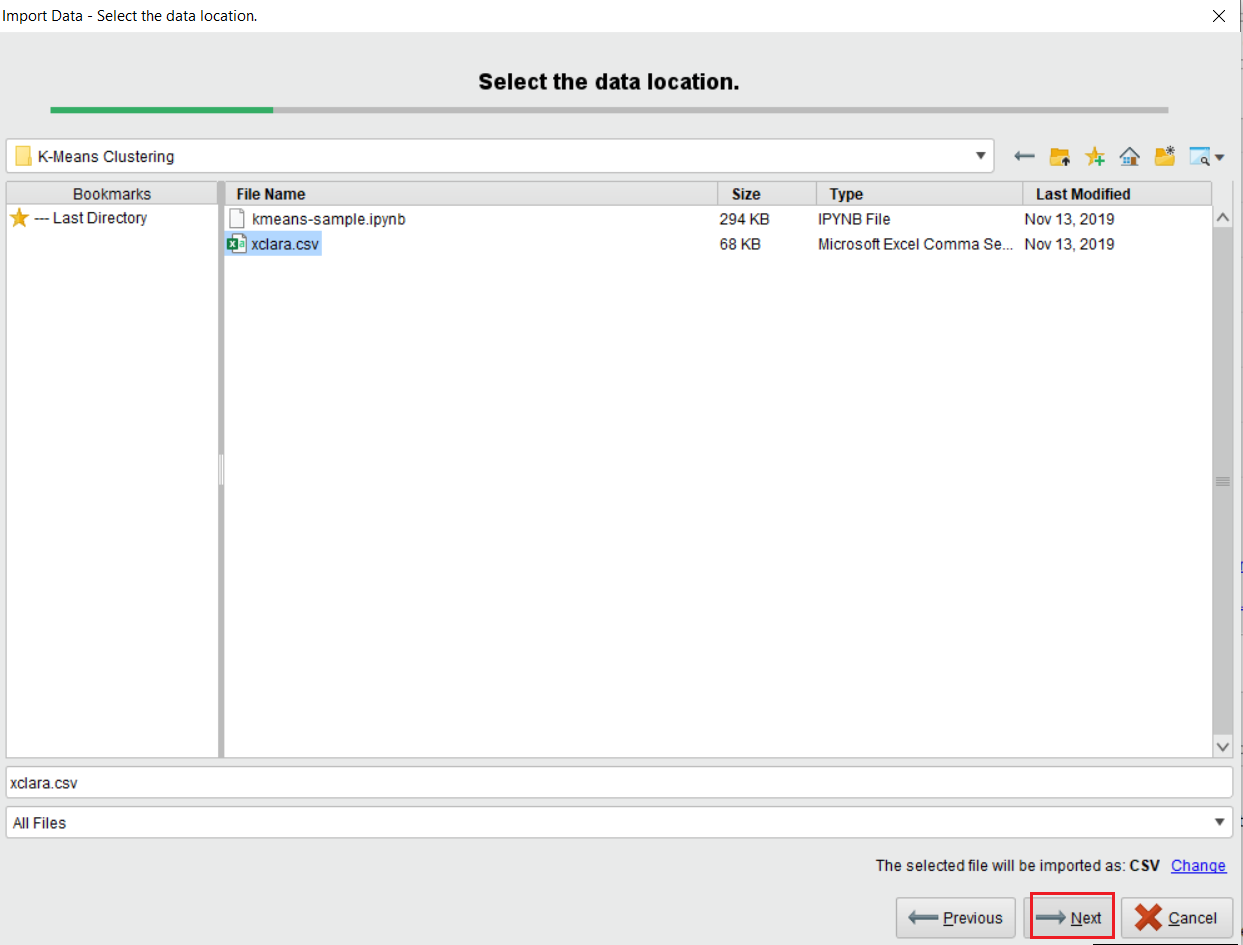 Import Data - Select the data location.
Select the data location.
K-Means Clustering
Bookmarks File Name Size Type Last Modified
--- Last Directory kmeans-sample.ipynb 294 KB IPYNB File Nov 13, 2019
xclara.csv 68 KB Microsoft Excel Comma Se... Nov 13, 2019
xclara.csv
All Files
The selected file will be imported as: CSV Change
Previous Next Cancel